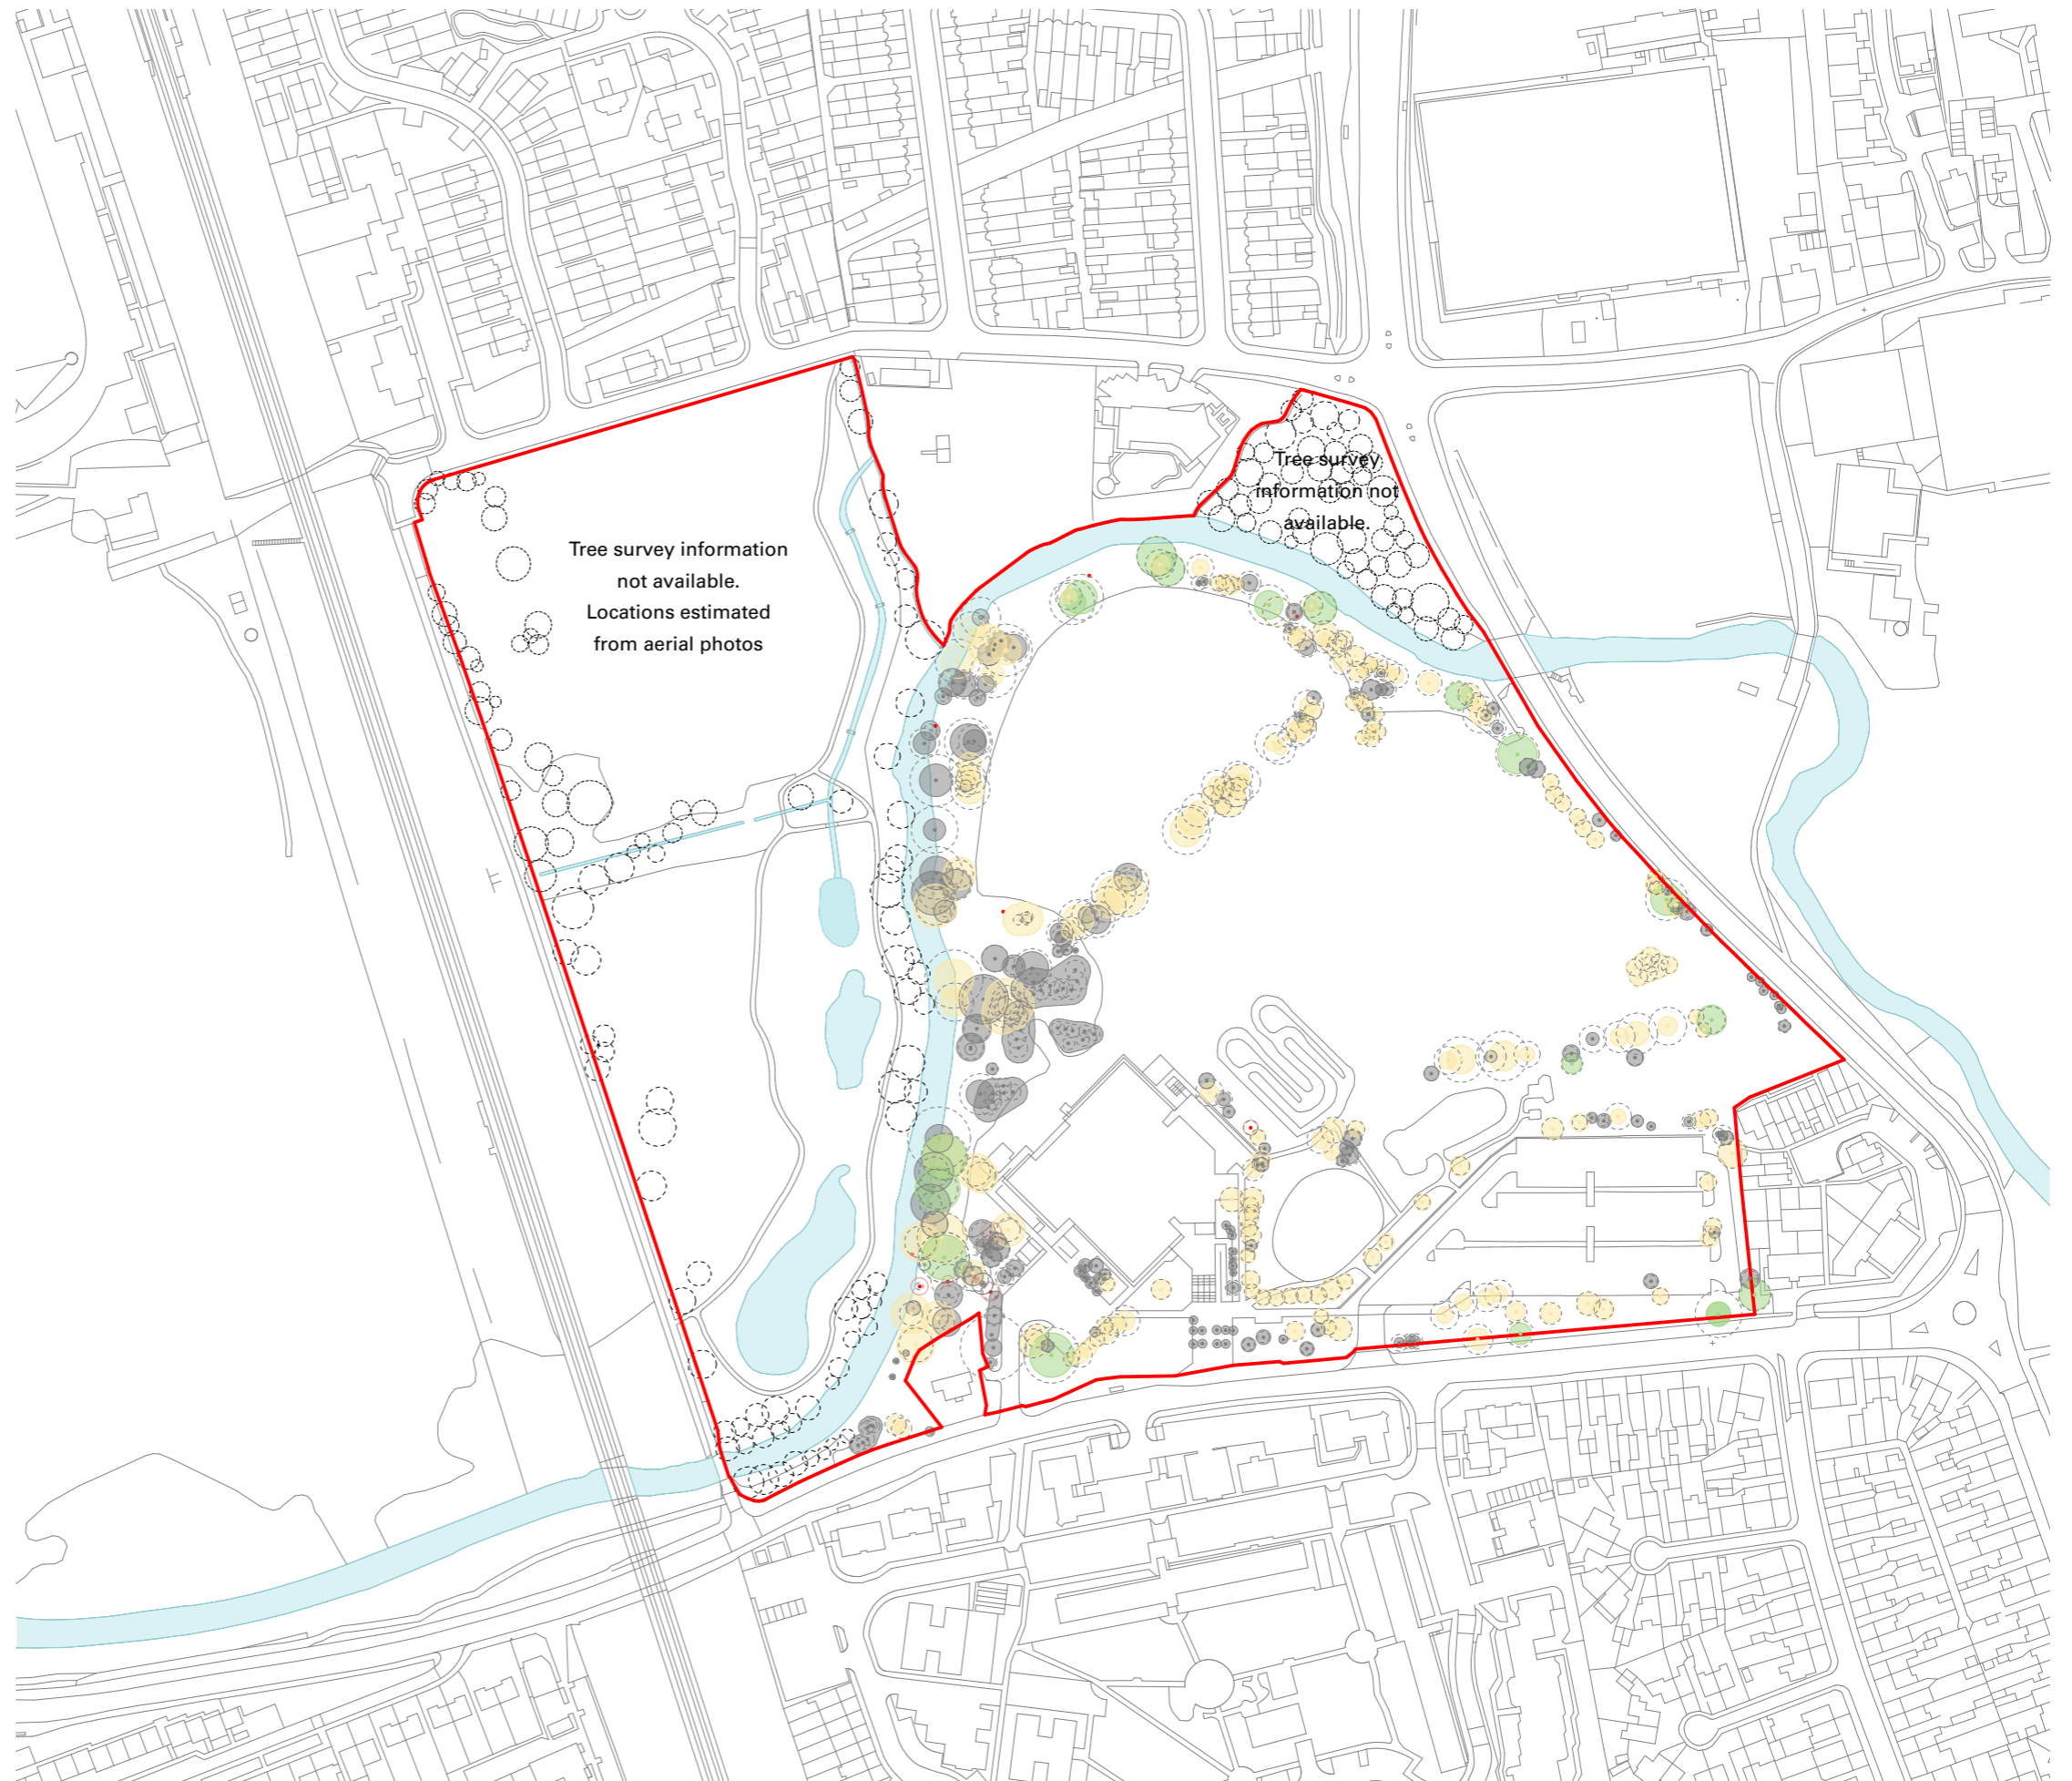 Tree survey
information not
available.
Tree survey information
not available.
Locations estimated
from aerial photos